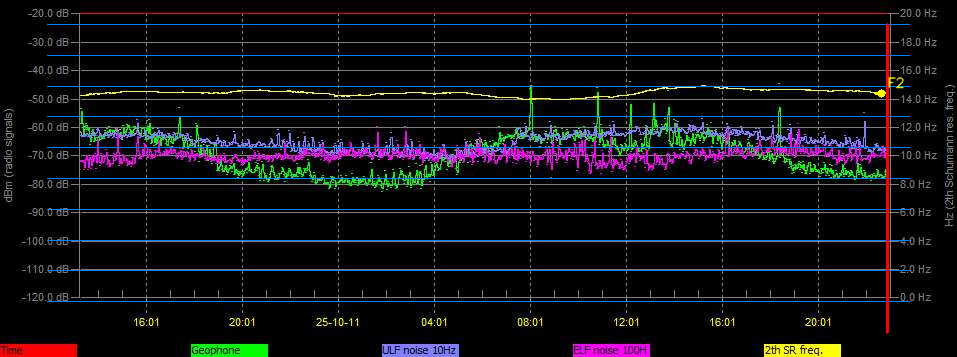 -20.0 dB
20.0 Hz
-30.0 dB
18.0 Hz
-40.0 dB
16.0 Hz
F2
-50.0 dB
14.0 Hz
-60.0 dB
12.0 Hz
-70.0 dB
10.0 Hz
-80.0 dB
8.0 Hz
-90.0 dB
6.0 Hz
-100.0 dB
4.0 Hz
-110.0 dB
2.0 Hz
-120.0 dB
0.0 Hz
dBm (radio signals)
Hz (2th Schumann res. freq.)
16:01 20:01 25-10-11 04:01 08:01 12:01 16:01 20:01
Time Geophone ULF noise 10Hz ELF noise 100H 2th SR freq.